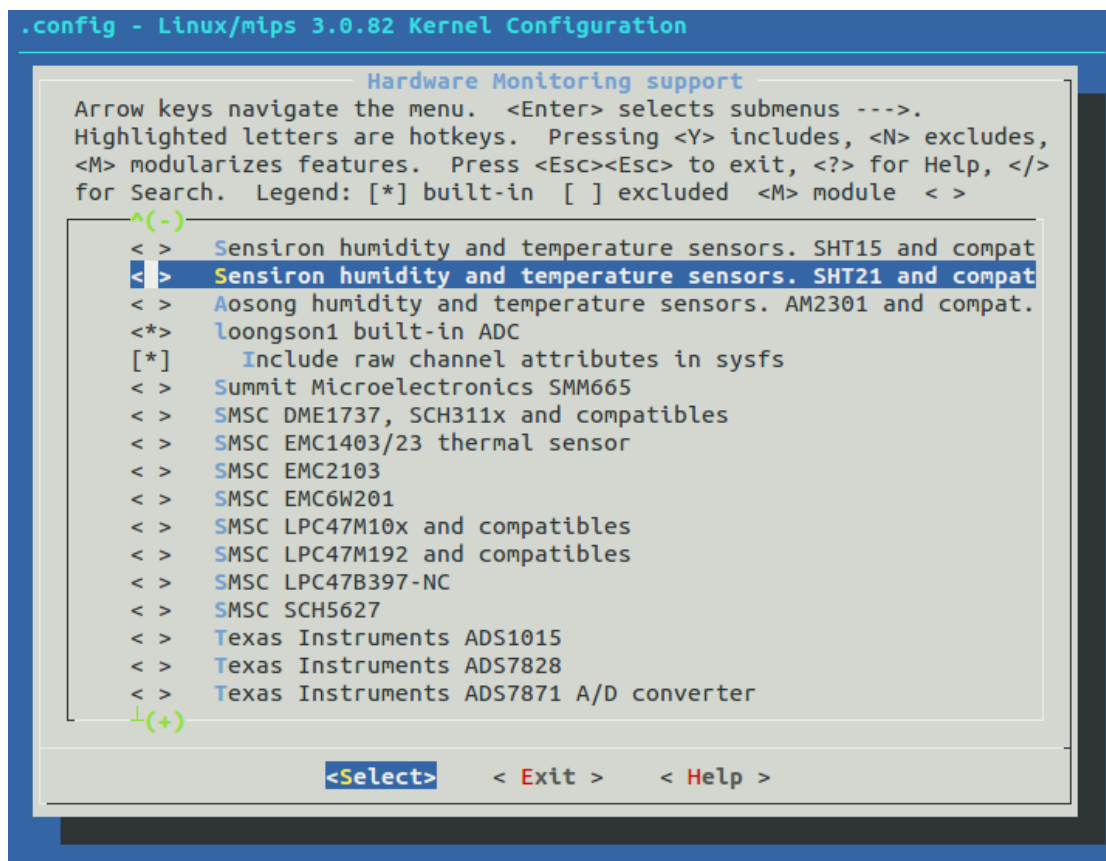 .config - Linux/mips 3.0.82 Kernel Configuration
Hardware Monitoring support
Arrow keys navigate the menu.  <Enter> selects submenus --->.
Highlighted letters are hotkeys.  Pressing <Y> includes, <N> excludes,
<M> modularizes features.  Press <Esc><Esc> to exit, <?> for Help, </>
for Search.  Legend: [*] built-in  [ ] excluded  <M> module  < >
^(-)
< >   Sensiron humidity and temperature sensors. SHT15 and compat
< >   Sensiron humidity and temperature sensors. SHT21 and compat
< >   Aosong humidity and temperature sensors. AM2301 and compat.
<*>   loongson1 built-in ADC
[*]     Include raw channel attributes in sysfs
< >   Summit Microelectronics SMM665
< >   SMSC DME1737, SCH311x and compatibles
< >   SMSC EMC1403/23 thermal sensor
< >   SMSC EMC2103
< >   SMSC EMC6W201
< >   SMSC LPC47M10x and compatibles
< >   SMSC LPC47M192 and compatibles
< >   SMSC LPC47B397-NC
< >   SMSC SCH5627
< >   Texas Instruments ADS1015
< >   Texas Instruments ADS7828
< >   Texas Instruments ADS7871 A/D converter
┴(+)
<Select>    < Exit >    < Help >